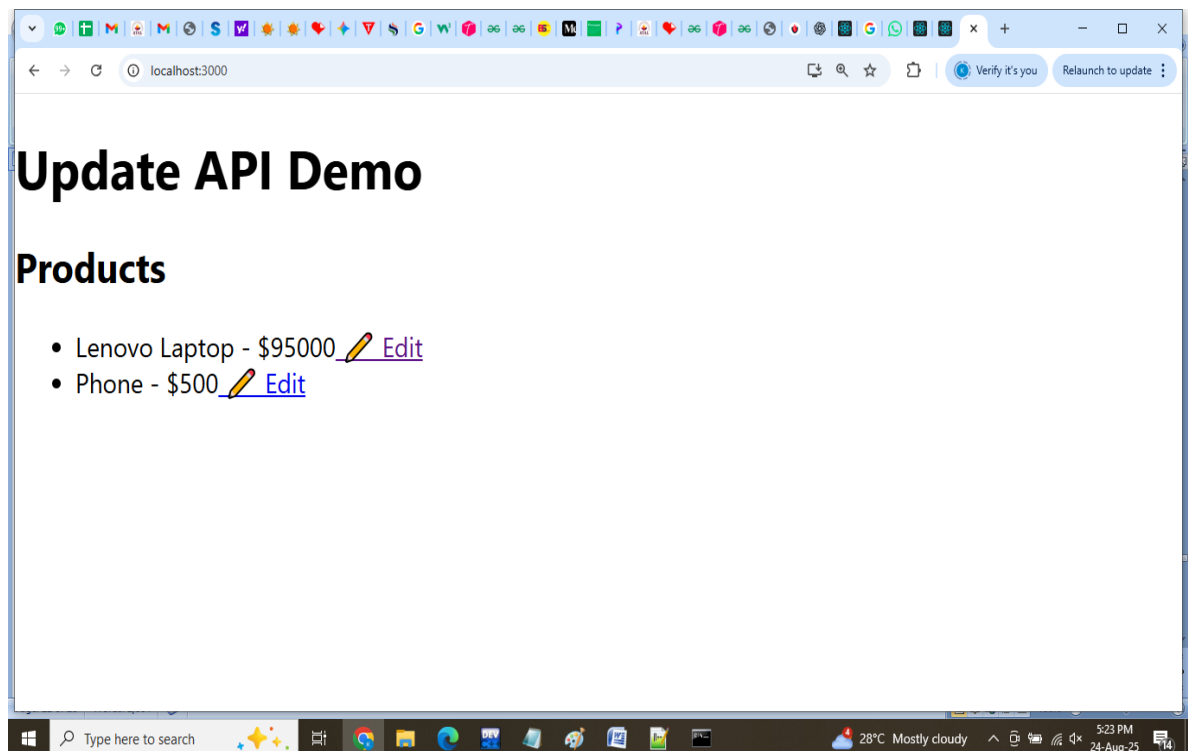 localhost:3000
Verify it's you
Relaunch to update
Update API Demo
Products
• Lenovo Laptop - $95000 ✏️ Edit
• Phone - $500 ✏️ Edit
Type here to search
28°C Mostly cloudy
5:23 PM
24-Aug-25